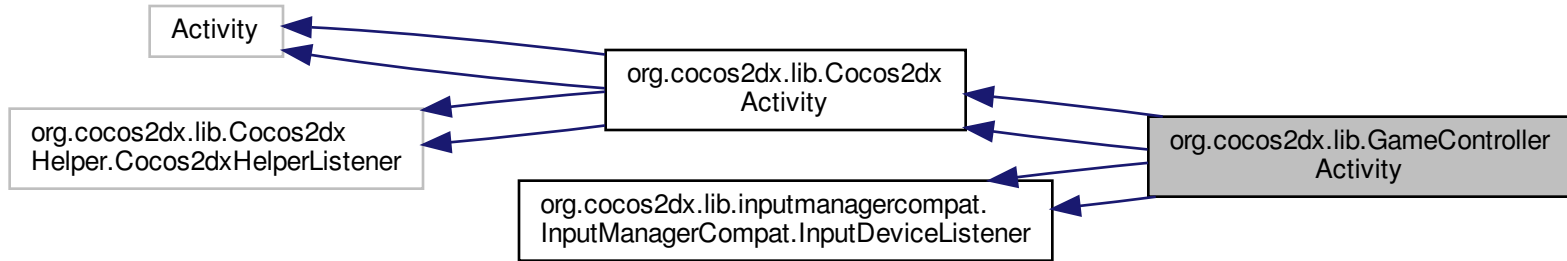 Activity
org.cocos2dx.lib.Cocos2dx
Helper.Cocos2dxHelperListener
org.cocos2dx.lib.Cocos2dx
Activity
org.cocos2dx.lib.inputmanagercompat.
InputManagerCompat.InputDeviceListener
org.cocos2dx.lib.GameController
Activity